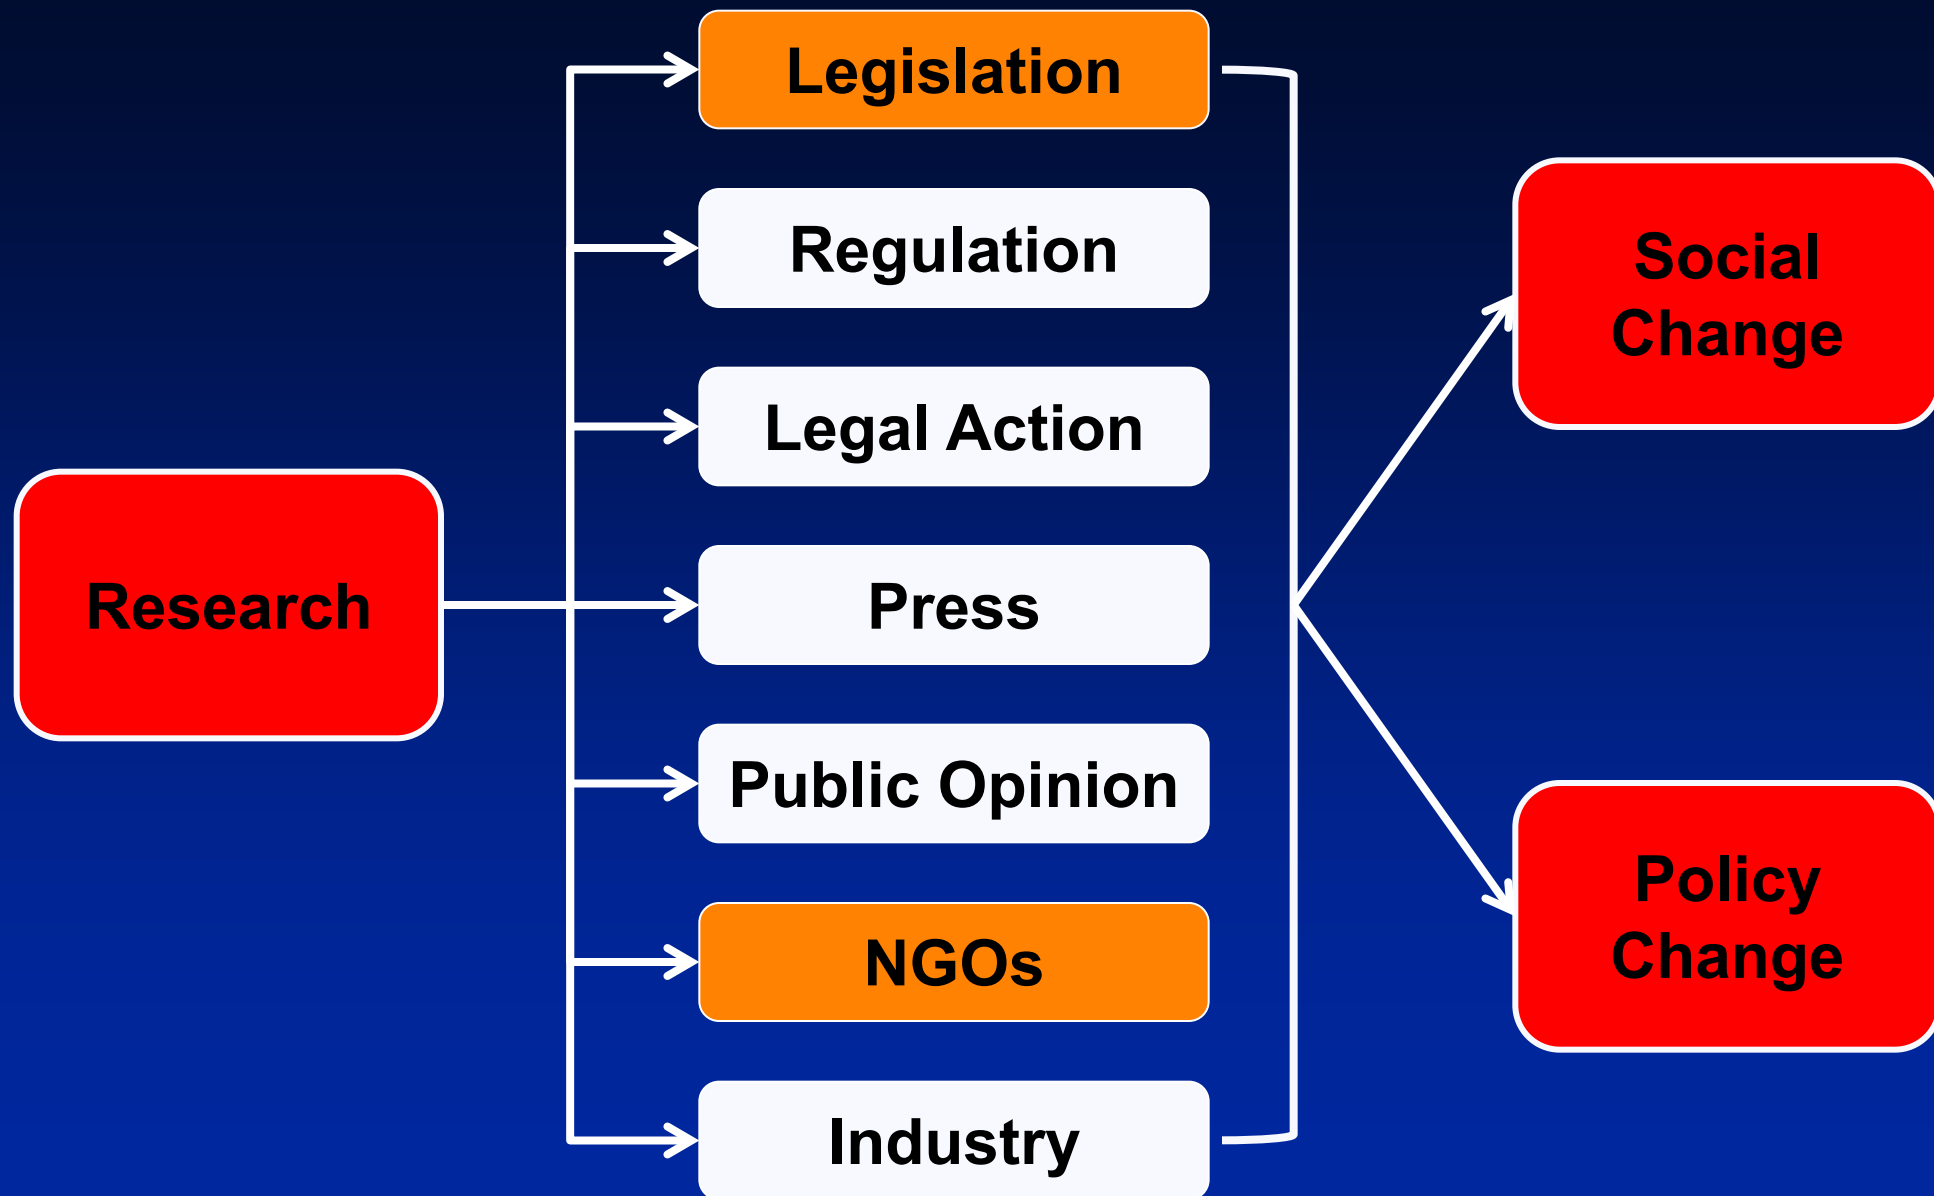 Research
Legislation
Regulation
Legal Action
Press
Public Opinion
NGOs
Industry
Social
Change
Policy
Change